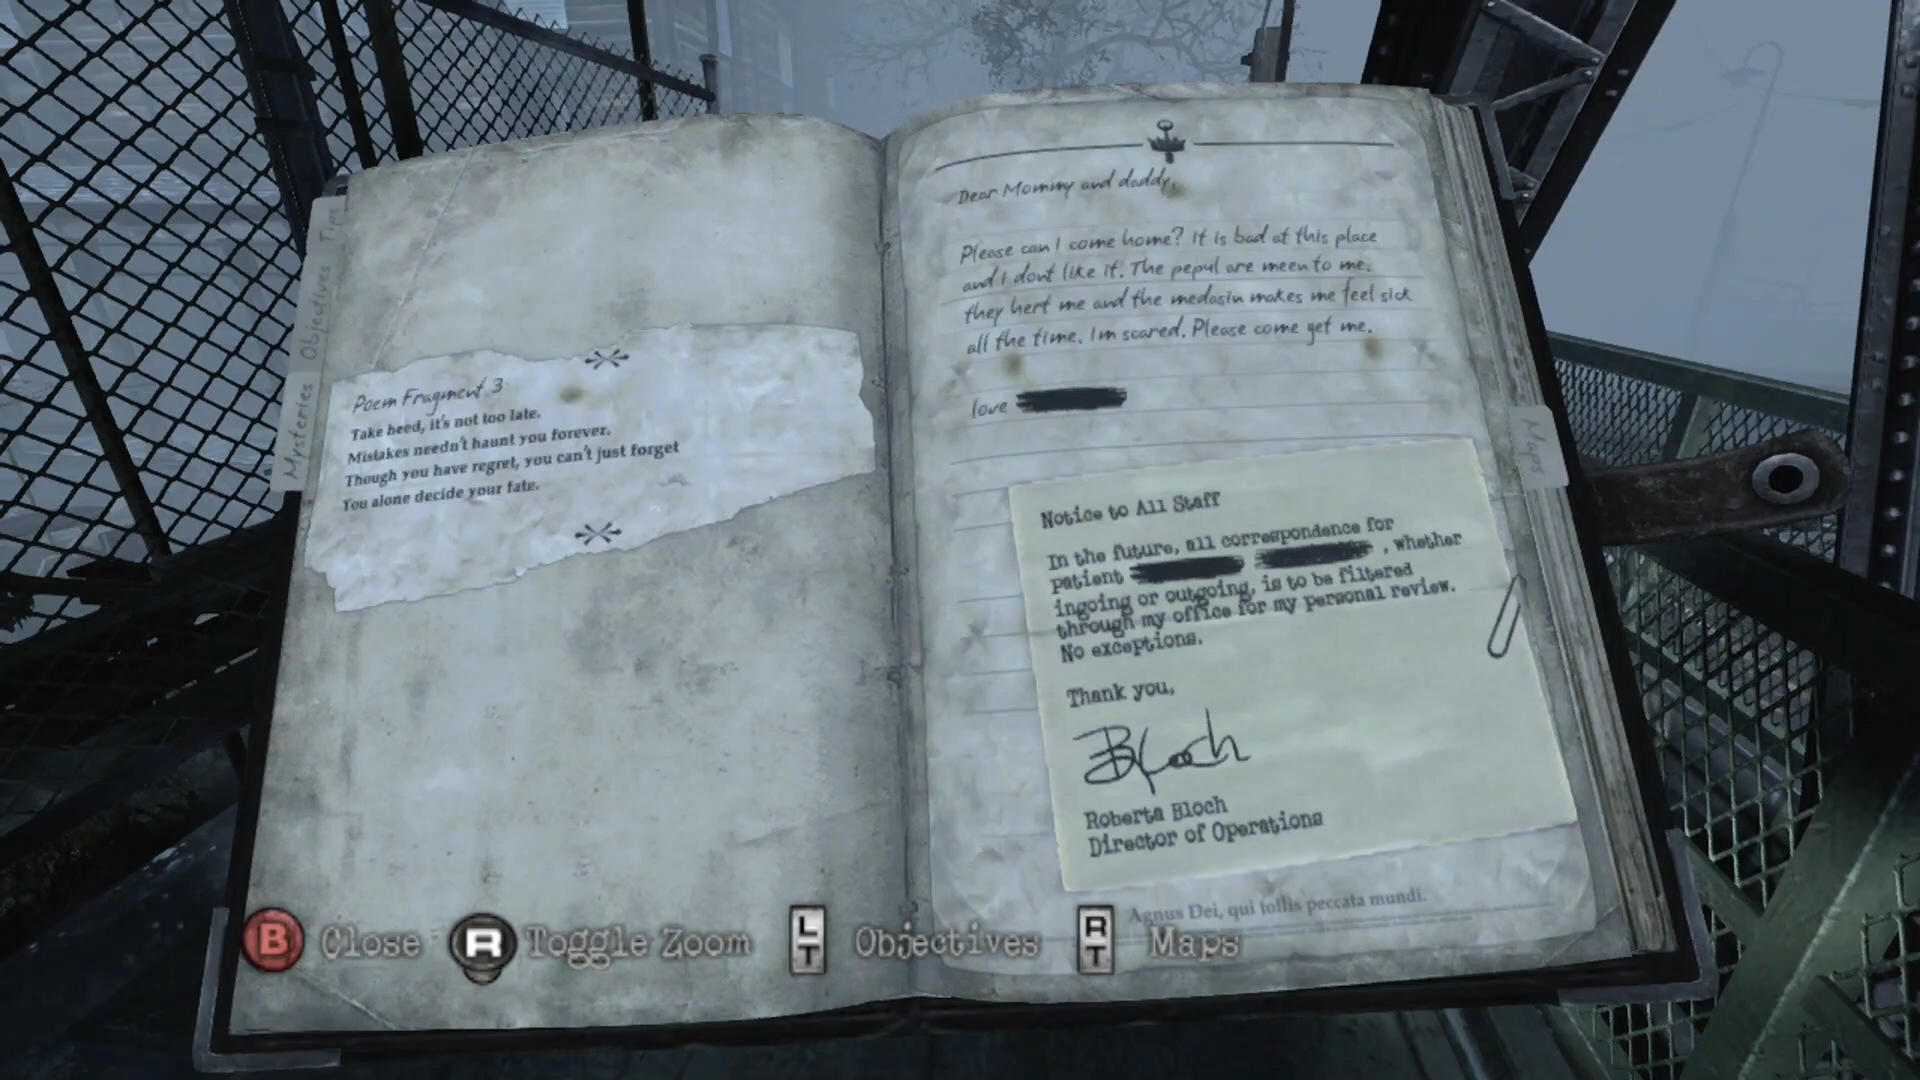 Tips
Objectives
Mysteries
Poem Fragment 3
Take heed, it's not too late.
Mistakes needn't haunt you forever.
Though you have regret, you can't just forget
You alone decide your fate.
Dear Mommy and daddy,
Please can I come home? It is bad at this place
and I dont like it. The pepul are meen to me.
they hert me and the medasin makes me feel sick
all the time. Im scared. Please come get me.
love
Maps
Notice to All Staff
In the future, all correspondence for
patient , whether
ingoing or outgoing, is to be filtered
through my office for my personal review.
No exceptions.
Thank you,
Bloch
Roberta Bloch
Director of Operations
Agnus Dei, qui tollis peccata mundi.
B Close R Toggle Zoom LT Objectives RT Maps